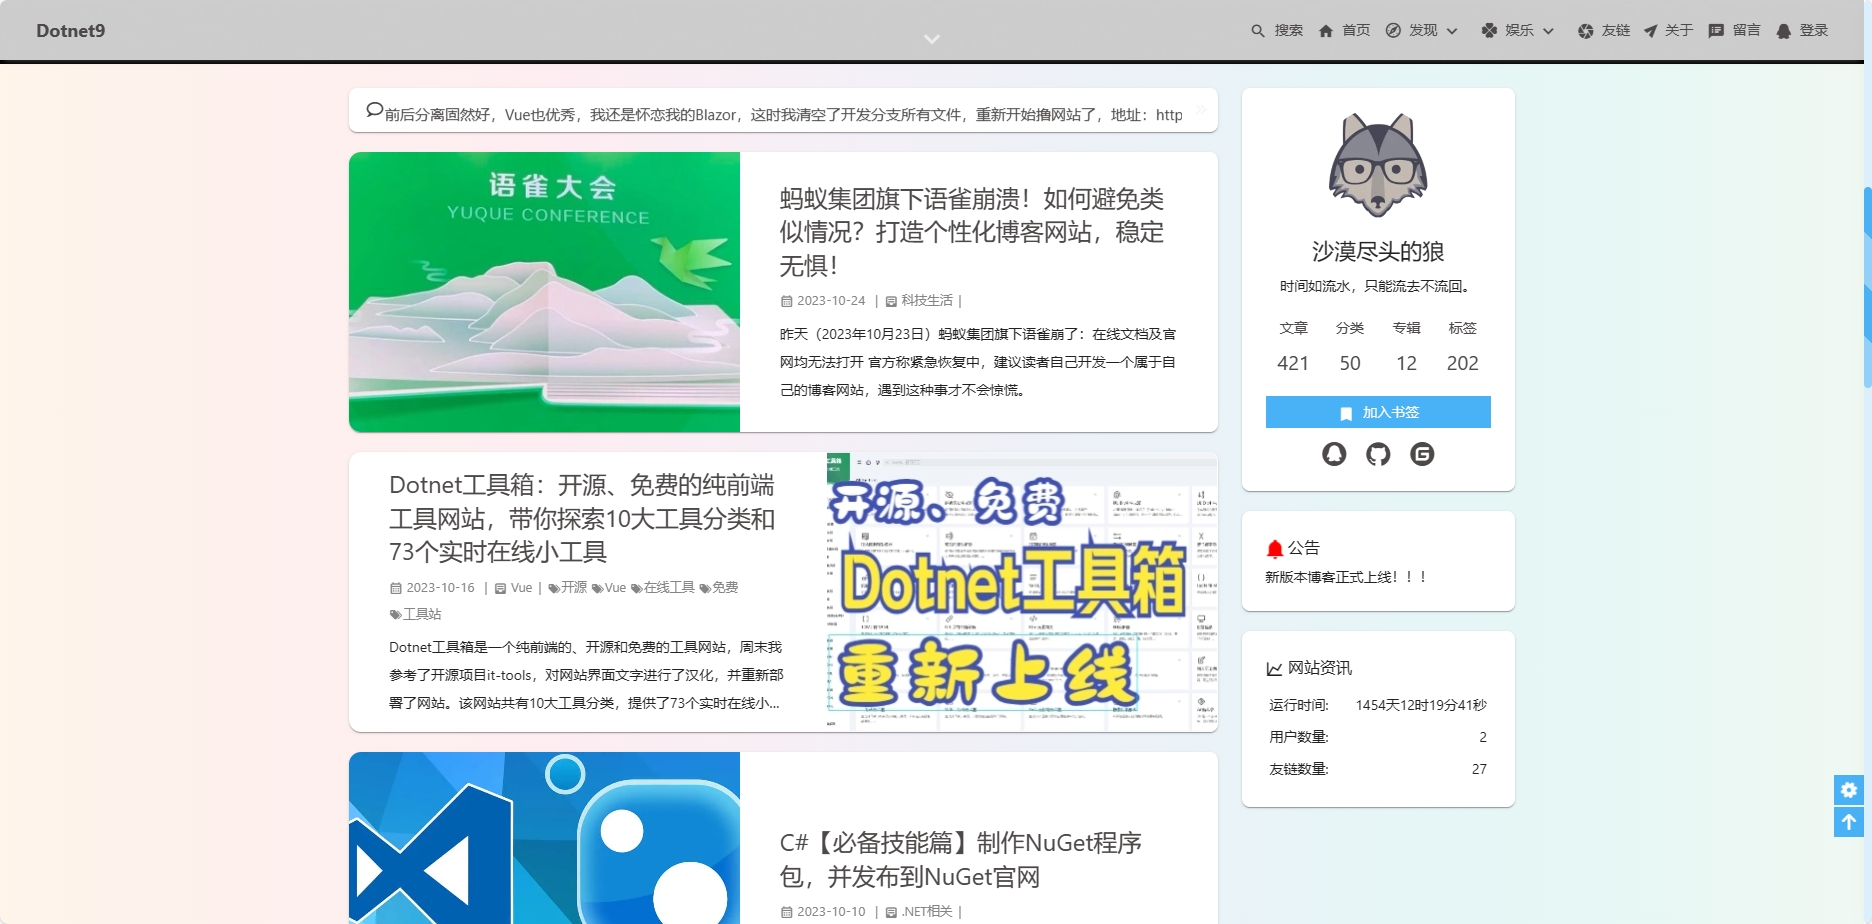 Dotnet9
搜索 首页 发现 娱乐 友链 关于 留言 登录
前后分离固然好，Vue也优秀，我还是怀恋我的Blazor，这时我清空了开发分支所有文件，重新开始撸网站了，地址：http
语雀大会
YUQUE CONFERENCE
蚂蚁集团旗下语雀崩溃！如何避免类
似情况？打造个性化博客网站，稳定
无惧！
2023-10-24 | 科技生活 |
昨天（2023年10月23日）蚂蚁集团旗下语雀崩了：在线文档及官
网均无法打开 官方称紧急恢复中，建议读者自己开发一个属于自
己的博客网站，遇到这种事才不会惊慌。
Dotnet工具箱：开源、免费的纯前端
工具网站，带你探索10大工具分类和
73个实时在线小工具
2023-10-16 | Vue | 开源 Vue 在线工具 免费
工具站
Dotnet工具箱是一个纯前端的、开源和免费的工具网站，周末我
参考了开源项目it-tools，对网站界面文字进行了汉化，并重新部
署了网站。该网站共有10大工具分类，提供了73个实时在线小...
开源、免费
Dotnet工具箱
重新上线
C#【必备技能篇】制作NuGet程序
包，并发布到NuGet官网
2023-10-10 | .NET相关 |
沙漠尽头的狼
时间如流水，只能流去不流回。
文章 分类 专辑 标签
421 50 12 202
加入书签
公告
新版本博客正式上线！！！
网站资讯
运行时间: 1454天12时19分41秒
用户数量: 2
友链数量: 27